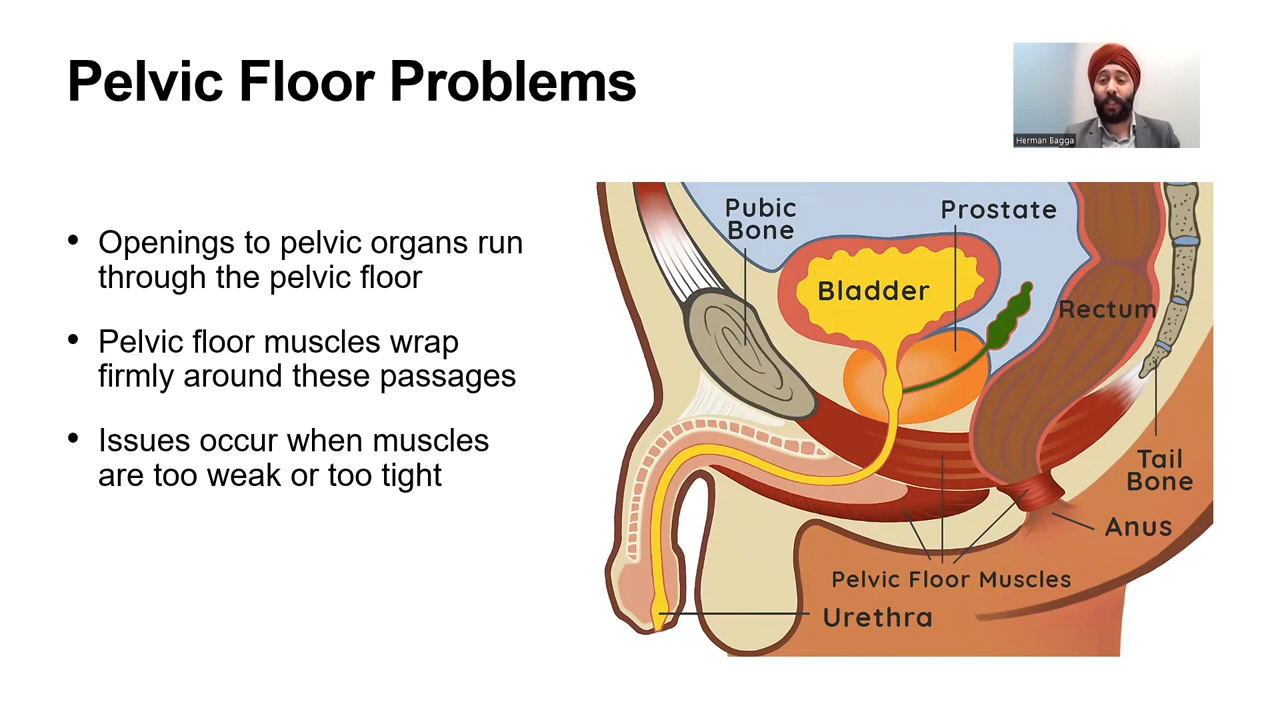 Pelvic Floor Problems
Herman Bagga
• Openings to pelvic organs run
through the pelvic floor
• Pelvic floor muscles wrap
firmly around these passages
• Issues occur when muscles
are too weak or too tight
Pubic
Bone
Prostate
Bladder
Rectum
Tail
Bone
Anus
Pelvic Floor Muscles
Urethra